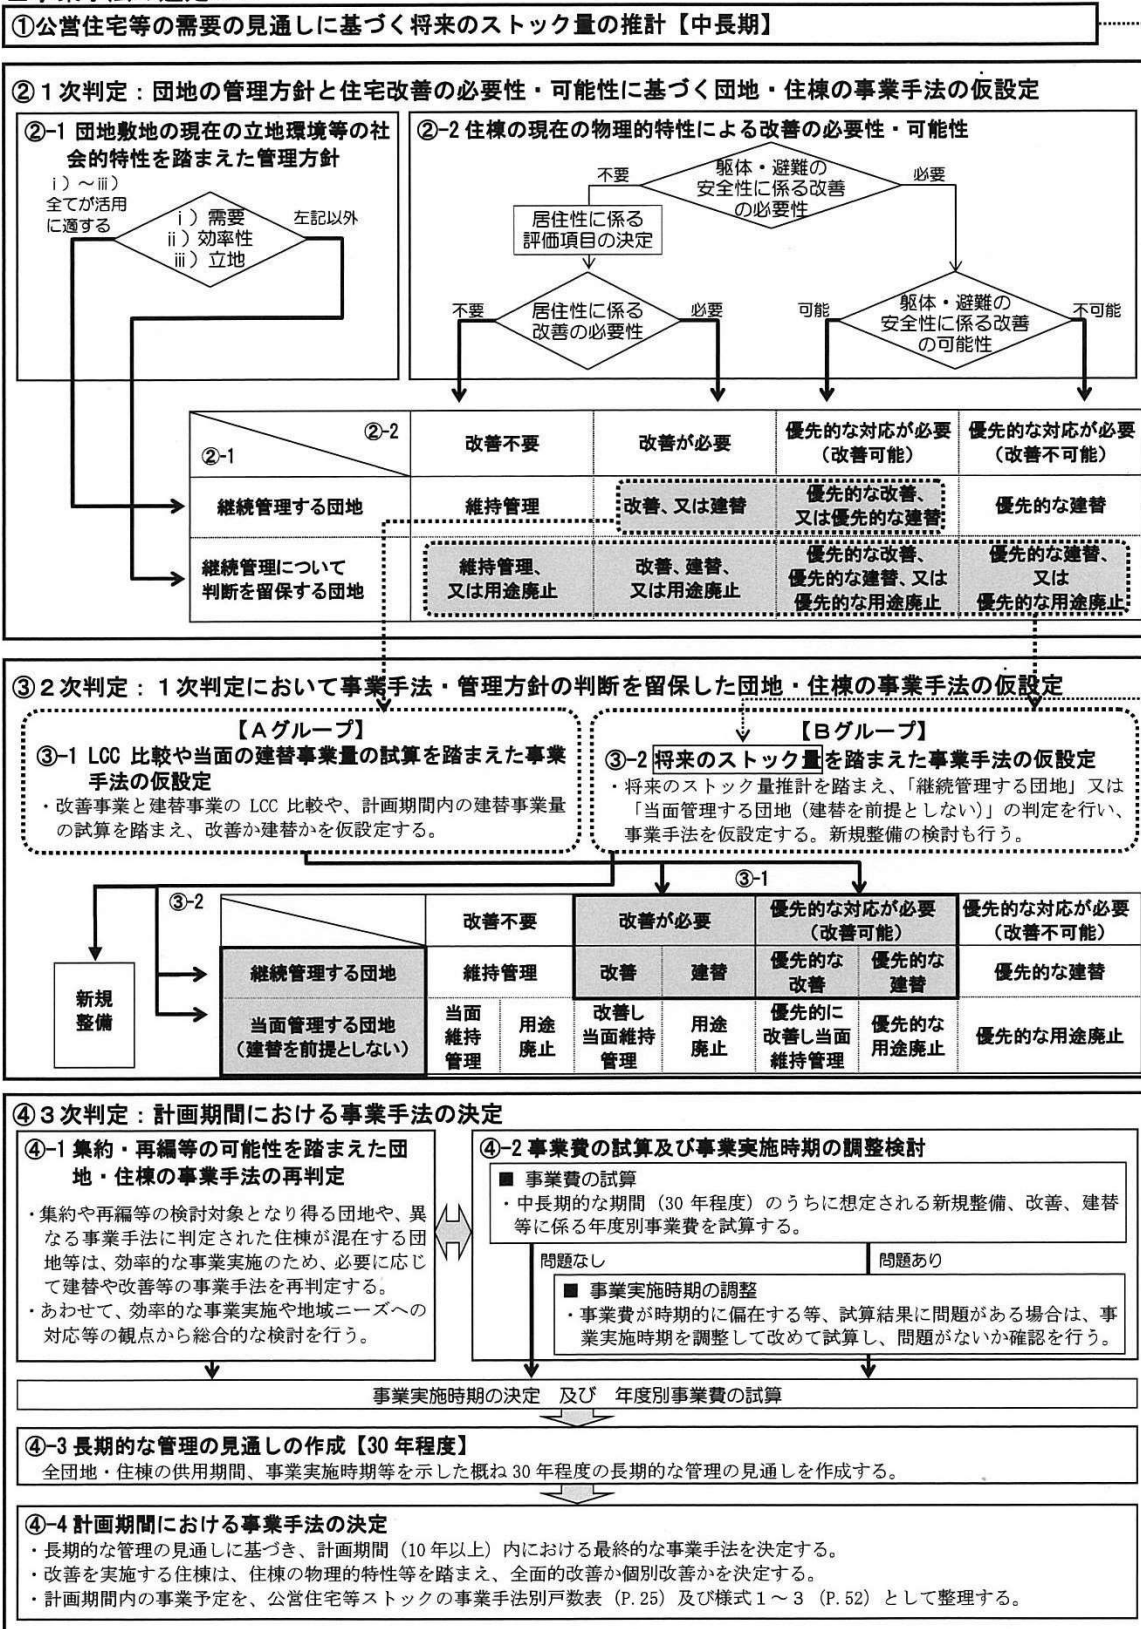 ①公営住宅等の需要の見通しに基づく将来のストック量の推計【中長期】
②１次判定：団地の管理方針と住宅改善の必要性・可能性に基づく団地・住棟の事業手法の仮設定
②-1 団地敷地の現在の立地環境等の社
会的特性を踏まえた管理方針
ⅰ）～ⅲ）
全てが活用
に適する
ⅰ）需要
ⅱ）効率性
ⅲ）立地
左記以外
②-2 住棟の現在の物理的特性による改善の必要性・可能性
不要
躯体・避難の
安全性に係る改善
の必要性
必要
居住性に係る
評価項目の決定
不要
居住性に係る
改善の必要性
必要
可能
躯体・避難の
安全性に係る改善
の可能性
不可能
②-2
②-1
改善不要
改善が必要
優先的な対応が必要
（改善可能）
優先的な対応が必要
（改善不可能）
継続管理する団地
維持管理
改善、又は建替
優先的な改善、
又は優先的な建替
優先的な建替
継続管理について
判断を留保する団地
維持管理、
又は用途廃止
改善、建替、
又は用途廃止
優先的な改善、
優先的な建替、又は
優先的な用途廃止
優先的な建替、
又は
優先的な用途廃止
③２次判定：１次判定において事業手法・管理方針の判断を留保した団地・住棟の事業手法の仮設定
【Aグループ】
③-1 LCC 比較や当面の建替事業量の試算を踏まえた事業
手法の仮設定
・改善事業と建替事業の LCC 比較や、計画期間内の建替事業量
の試算を踏まえ、改善か建替かを仮設定する。
【Bグループ】
③-2 将来のストック量を踏まえた事業手法の仮設定
・将来のストック量推計を踏まえ、「継続管理する団地」又は
「当面管理する団地（建替を前提としない）」の判定を行い、
事業手法を仮設定する。新規整備の検討も行う。
③-1
③-2
新規
整備
改善不要
改善が必要
優先的な対応が必要
（改善可能）
優先的な対応が必要
（改善不可能）
継続管理する団地
維持管理
改善
建替
優先的な
改善
優先的な
建替
優先的な建替
当面管理する団地
（建替を前提としない）
当面
維持
管理
用途
廃止
改善し
当面維持
管理
用途
廃止
優先的に
改善し当面
維持管理
優先的な
用途廃止
優先的な用途廃止
④３次判定：計画期間における事業手法の決定
④-1 集約・再編等の可能性を踏まえた団
地・住棟の事業手法の再判定
・集約や再編等の検討対象となり得る団地や、異
なる事業手法に判定された住棟が混在する団
地等は、効率的な事業実施のため、必要に応じ
て建替や改善等の事業手法を再判定する。
・あわせて、効率的な事業実施や地域ニーズへの
対応等の観点から総合的な検討を行う。
④-2 事業費の試算及び事業実施時期の調整検討
■ 事業費の試算
・中長期的な期間（30 年程度）のうちに想定される新規整備、改善、建替
等に係る年度別事業費を試算する。
問題なし
問題あり
■ 事業実施時期の調整
・事業費が時期的に偏在する等、試算結果に問題がある場合は、事
業実施時期を調整して改めて試算し、問題がないか確認を行う。
事業実施時期の決定　及び　年度別事業費の試算
④-3 長期的な管理の見通しの作成【30 年程度】
全団地・住棟の供用期間、事業実施時期等を示した概ね 30 年程度の長期的な管理の見通しを作成する。
④-4 計画期間における事業手法の決定
・長期的な管理の見通しに基づき、計画期間（10 年以上）内における最終的な事業手法を決定する。
・改善を実施する住棟は、住棟の物理的特性等を踏まえ、全面的改善か個別改善かを決定する。
・計画期間内の事業予定を、公営住宅等ストックの事業手法別戸数表（P. 25）及び様式１～３（P. 52）として整理する。